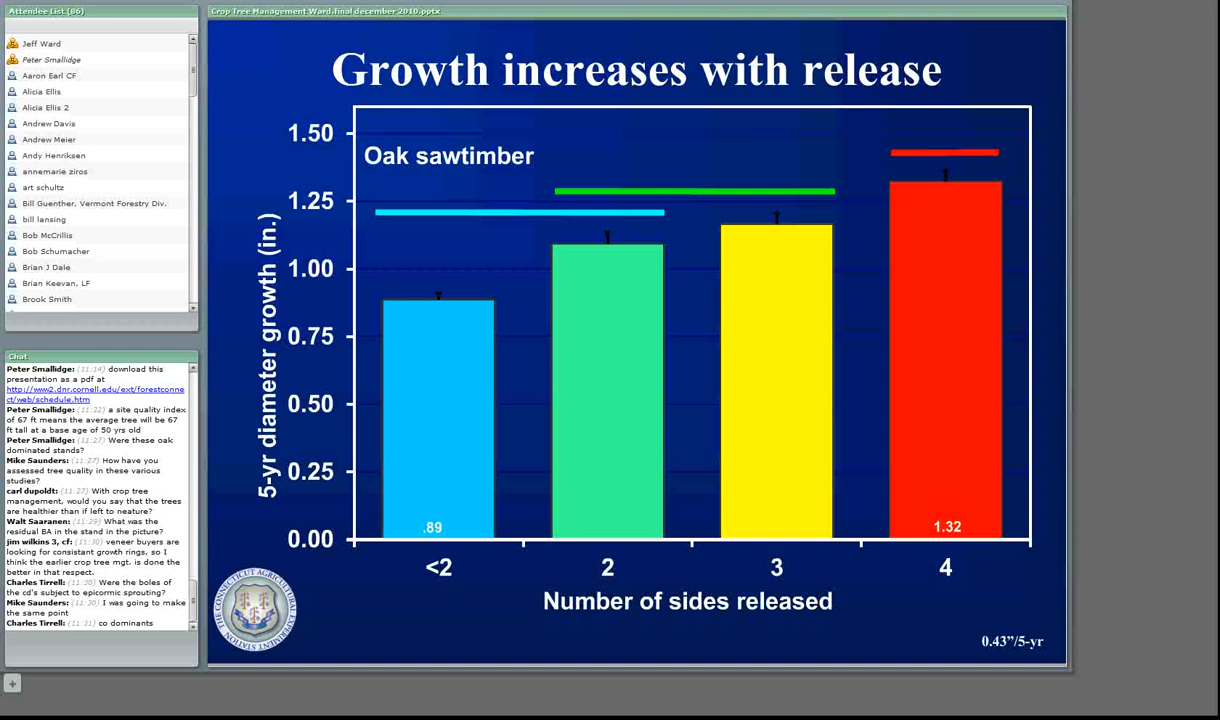 Attendee List (86)
Jeff Ward
Peter Smallidge
Aaron Earl CF
Alicia Ellis
Alicia Ellis 2
Andrew Davis
Andrew Meier
Andy Henriksen
annemarie ziros
art schultz
Bill Guenther, Vermont Forestry Div.
bill lansing
Bob McCrillis
Bob Schumacher
Brian J Dale
Brian Keevan, LF
Brook Smith
Chat
Peter Smallidge: (11:14) download this
presentation as a pdf at
http://www2.dnr.cornell.edu/ext/forestconne
ct/web/schedule.htm
Peter Smallidge: (11:22) a site quality index
of 67 ft means the average tree will be 67
ft tall at a base age of 50 yrs old
Peter Smallidge: (11:27) Were these oak
dominated stands?
Mike Saunders: (11:27) How have you
assessed tree quality in these various
studies?
carl dupoldt: (11:27) With crop tree
management, would you say that the trees
are healthier than if left to neature?
Walt Saaranen: (11:29) What was the
residual BA in the stand in the picture?
jim wilkins 3, cf: (11:30) veneer buyers are
looking for consistant growth rings, so I
think the earlier crop tree mgt. is done the
better in that respect.
Charles Tirrell: (11:30) Were the boles of
the cd's subject to epicormic sprouting?
Mike Saunders: (11:30) I was going to make
the same point
Charles Tirrell: (11:31) co dominants
Crop Tree Management Ward.final december 2010.pptx
Growth increases with release
Oak sawtimber
5-yr diameter growth (in.)
1.50
1.25
1.00
0.75
0.50
0.25
0.00
.89
1.32
<2 2 3 4
Number of sides released
THE CONNECTICUT AGRICULTURAL EXPERIMENT STATION
0.43"/5-yr